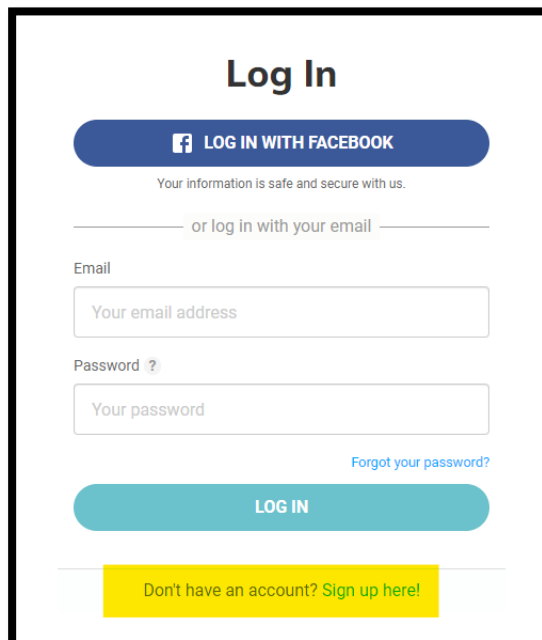 Log In
LOG IN WITH FACEBOOK
Your information is safe and secure with us.
or log in with your email
Email
Your email address
Password ?
Your password
Forgot your password?
LOG IN
Don't have an account? Sign up here!